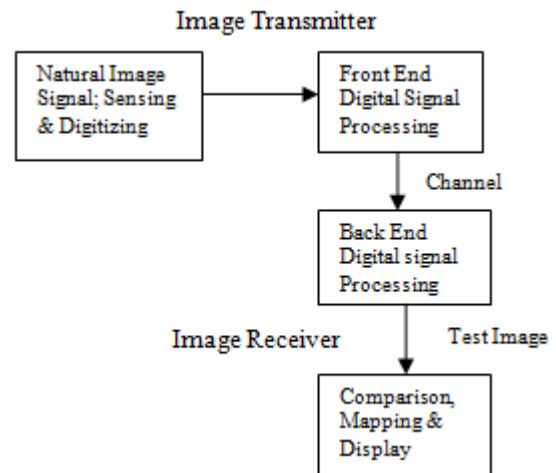 Image Transmitter
Natural Image
Signal; Sensing
& Digitizing
Front End
Digital Signal
Processing
Channel
Back End
Digital signal
Processing
Image Receiver
Test Image
Comparison,
Mapping &
Display